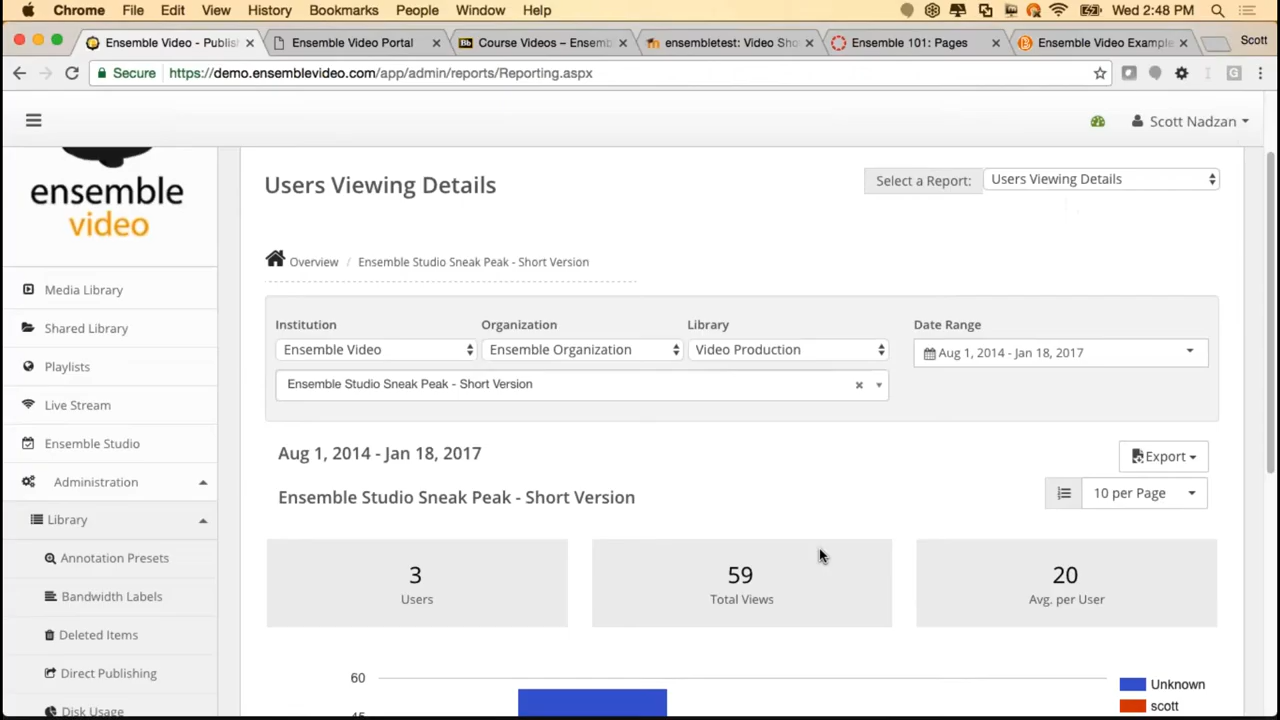 Chrome File Edit View History Bookmarks People Window Help Wed 2:48 PM
Ensemble Video - Publis
Ensemble Video Portal
Course Videos – Ensemb
ensembletest: Video Sho
Ensemble 101: Pages
Ensemble Video Example
Scott
Secure https://demo.ensemblevideo.com/app/admin/reports/Reporting.aspx
Scott Nadzan
ensemble
video
Media Library
Shared Library
Playlists
Live Stream
Ensemble Studio
Administration
Library
Annotation Presets
Bandwidth Labels
Deleted Items
Direct Publishing
Disk Usage
Users Viewing Details
Select a Report: Users Viewing Details
Overview / Ensemble Studio Sneak Peak - Short Version
Institution Organization Library Date Range
Ensemble Video Ensemble Organization Video Production Aug 1, 2014 - Jan 18, 2017
Ensemble Studio Sneak Peak - Short Version
Aug 1, 2014 - Jan 18, 2017
Export
Ensemble Studio Sneak Peak - Short Version
10 per Page
3 59 20
Users Total Views Avg. per User
60
Unknown
scott